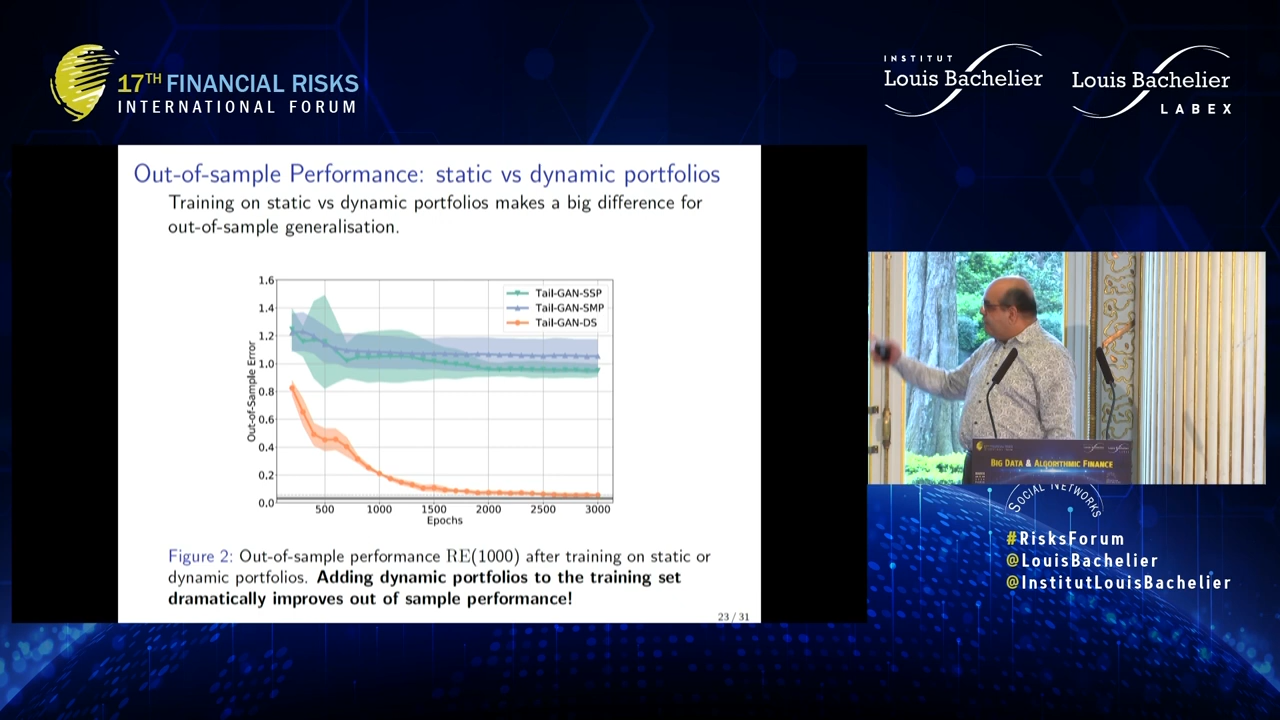 17TH FINANCIAL RISKS
INTERNATIONAL FORUM
INSTITUT
Louis Bachelier
Louis Bachelier
LABEX
Out-of-sample Performance: static vs dynamic portfolios
Training on static vs dynamic portfolios makes a big difference for
out-of-sample generalisation.
1.6
1.4
1.2
1.0
0.8
0.6
0.4
0.2
0.0
Out-of-Sample Error
Tail-GAN-SSP
Tail-GAN-SMP
Tail-GAN-DS
500 1000 1500 2000 2500 3000
Epochs
Figure 2: Out-of-sample performance RE(1000) after training on static or
dynamic portfolios. Adding dynamic portfolios to the training set
dramatically improves out of sample performance!
23 / 31
BIG DATA & ALGORITHMIC FINANCE
SOCIAL NETWORKS
#RisksForum
@LouisBachelier
@InstitutLouisBachelier